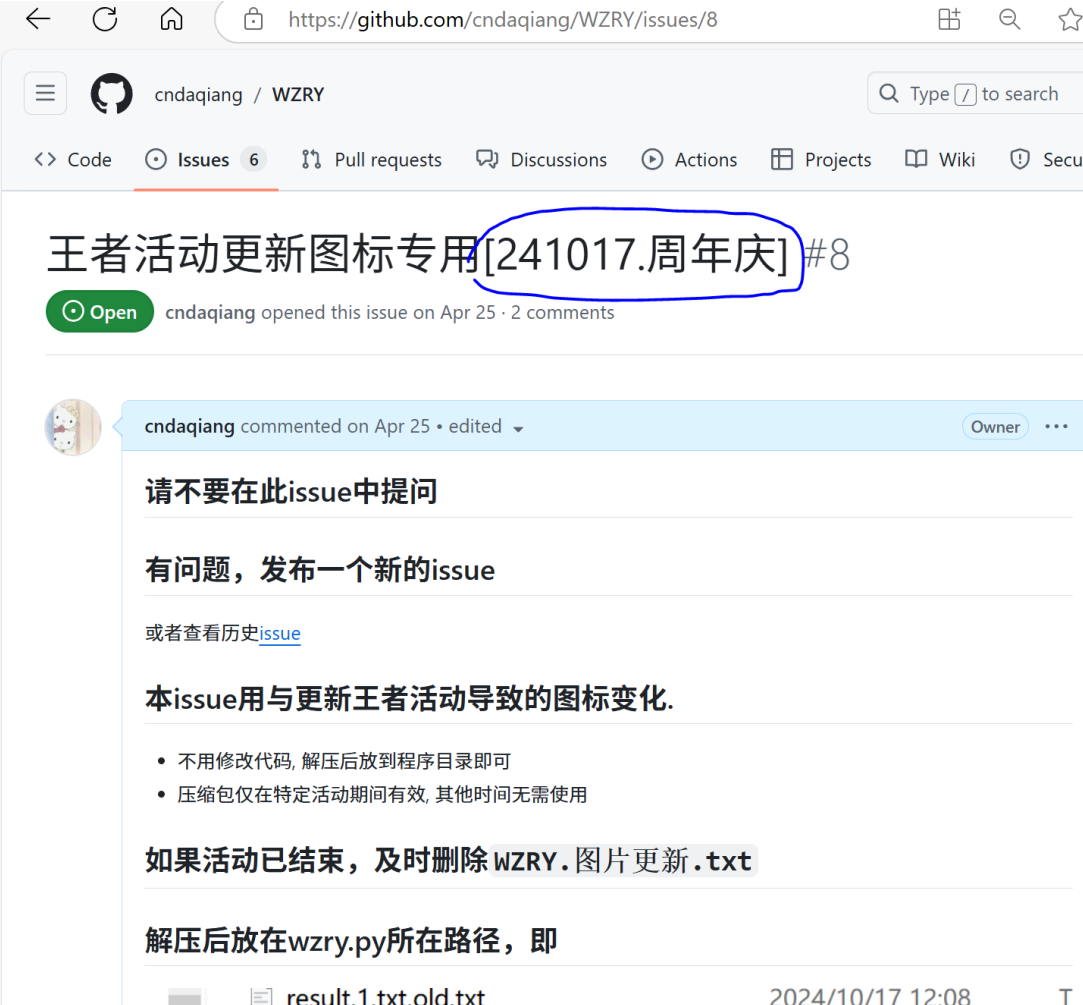 https://github.com/cndaqiang/WZRY/issues/8
cndaqiang / WZRY
Type / to search
Code Issues 6 Pull requests Discussions Actions Projects Wiki Secu
王者活动更新图标专用[241017.周年庆] #8
Open cndaqiang opened this issue on Apr 25 · 2 comments
cndaqiang commented on Apr 25 • edited Owner
请不要在此issue中提问
有问题，发布一个新的issue
或者查看历史issue
本issue用与更新王者活动导致的图标变化.
不用修改代码, 解压后放到程序目录即可
压缩包仅在特定活动期间有效, 其他时间无需使用
如果活动已结束，及时删除WZRY.图片更新.txt
解压后放在wzry.py所在路径，即
result.1.txt.old.txt 2024/10/17 12:08 T